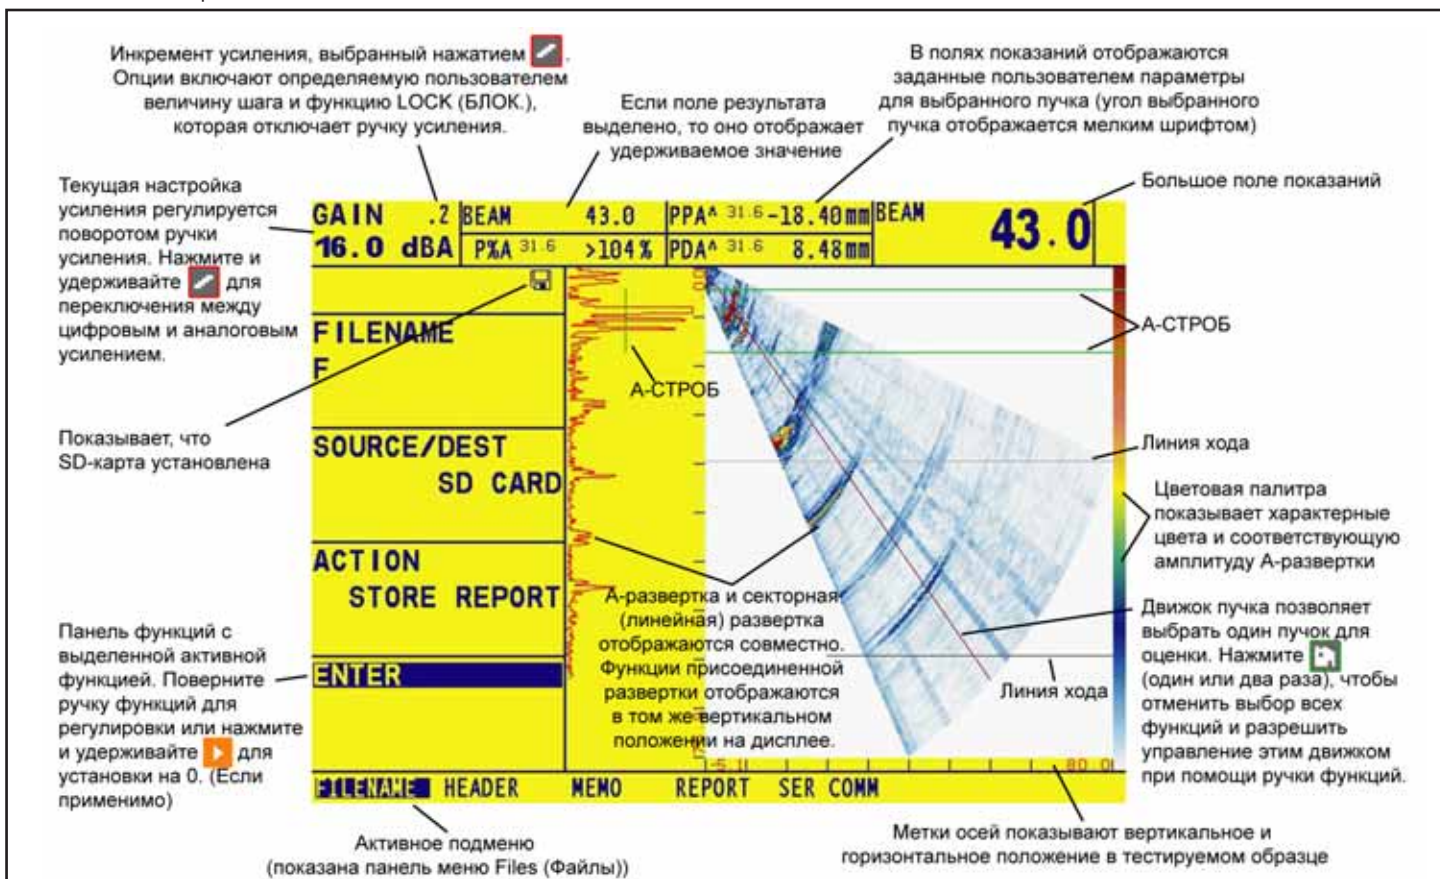 Инкремент усиления, выбранный нажатием .
Опции включают определяемую пользователем
величину шага и функцию LOCK (БЛОК.),
которая отключает ручку усиления.
Если поле результата
выделено, то оно отображает
удерживаемое значение
В полях показаний отображаются
заданные пользователем параметры
для выбранного пучка (угол выбранного
пучка отображается мелким шрифтом)
Большое поле показаний
Текущая настройка
усиления регулируется
поворотом ручки
усиления. Нажмите и
удерживайте для
переключения между
цифровым и аналоговым
усилением.
GAIN .2
16.0 dBA
BEAM 43.0
P%A 31.6 >104%
PPA^ 31.6 -18.40mm
PDA^ 31.6 8.48mm
BEAM 43.0
FILENAME
F
SOURCE/DEST
SD CARD
ACTION
STORE REPORT
ENTER
А-СТРОБ
А-СТРОБ
Показывает, что
SD-карта установлена
Линия хода
Цветовая палитра
показывает характерные
цвета и соответствующую
амплитуду А-развертки
А-развертка и секторная
(линейная) развертка
отображаются совместно.
Функции присоединенной
развертки отображаются
в том же вертикальном
положении на дисплее.
Линия хода
Движок пучка позволяет
выбрать один пучок для
оценки. Нажмите
(один или два раза), чтобы
отменить выбор всех
функций и разрешить
управление этим движком
при помощи ручки функций.
Панель функций с
выделенной активной
функцией. Поверните
ручку функций для
регулировки или нажмите
и удерживайте для
установки на 0. (Если
применимо)
-5.1 80.0
FILENAME HEADER MEMO REPORT SER COMM
Активное подменю
(показана панель меню Files (Файлы))
Метки осей показывают вертикальное и
горизонтальное положение в тестируемом образце